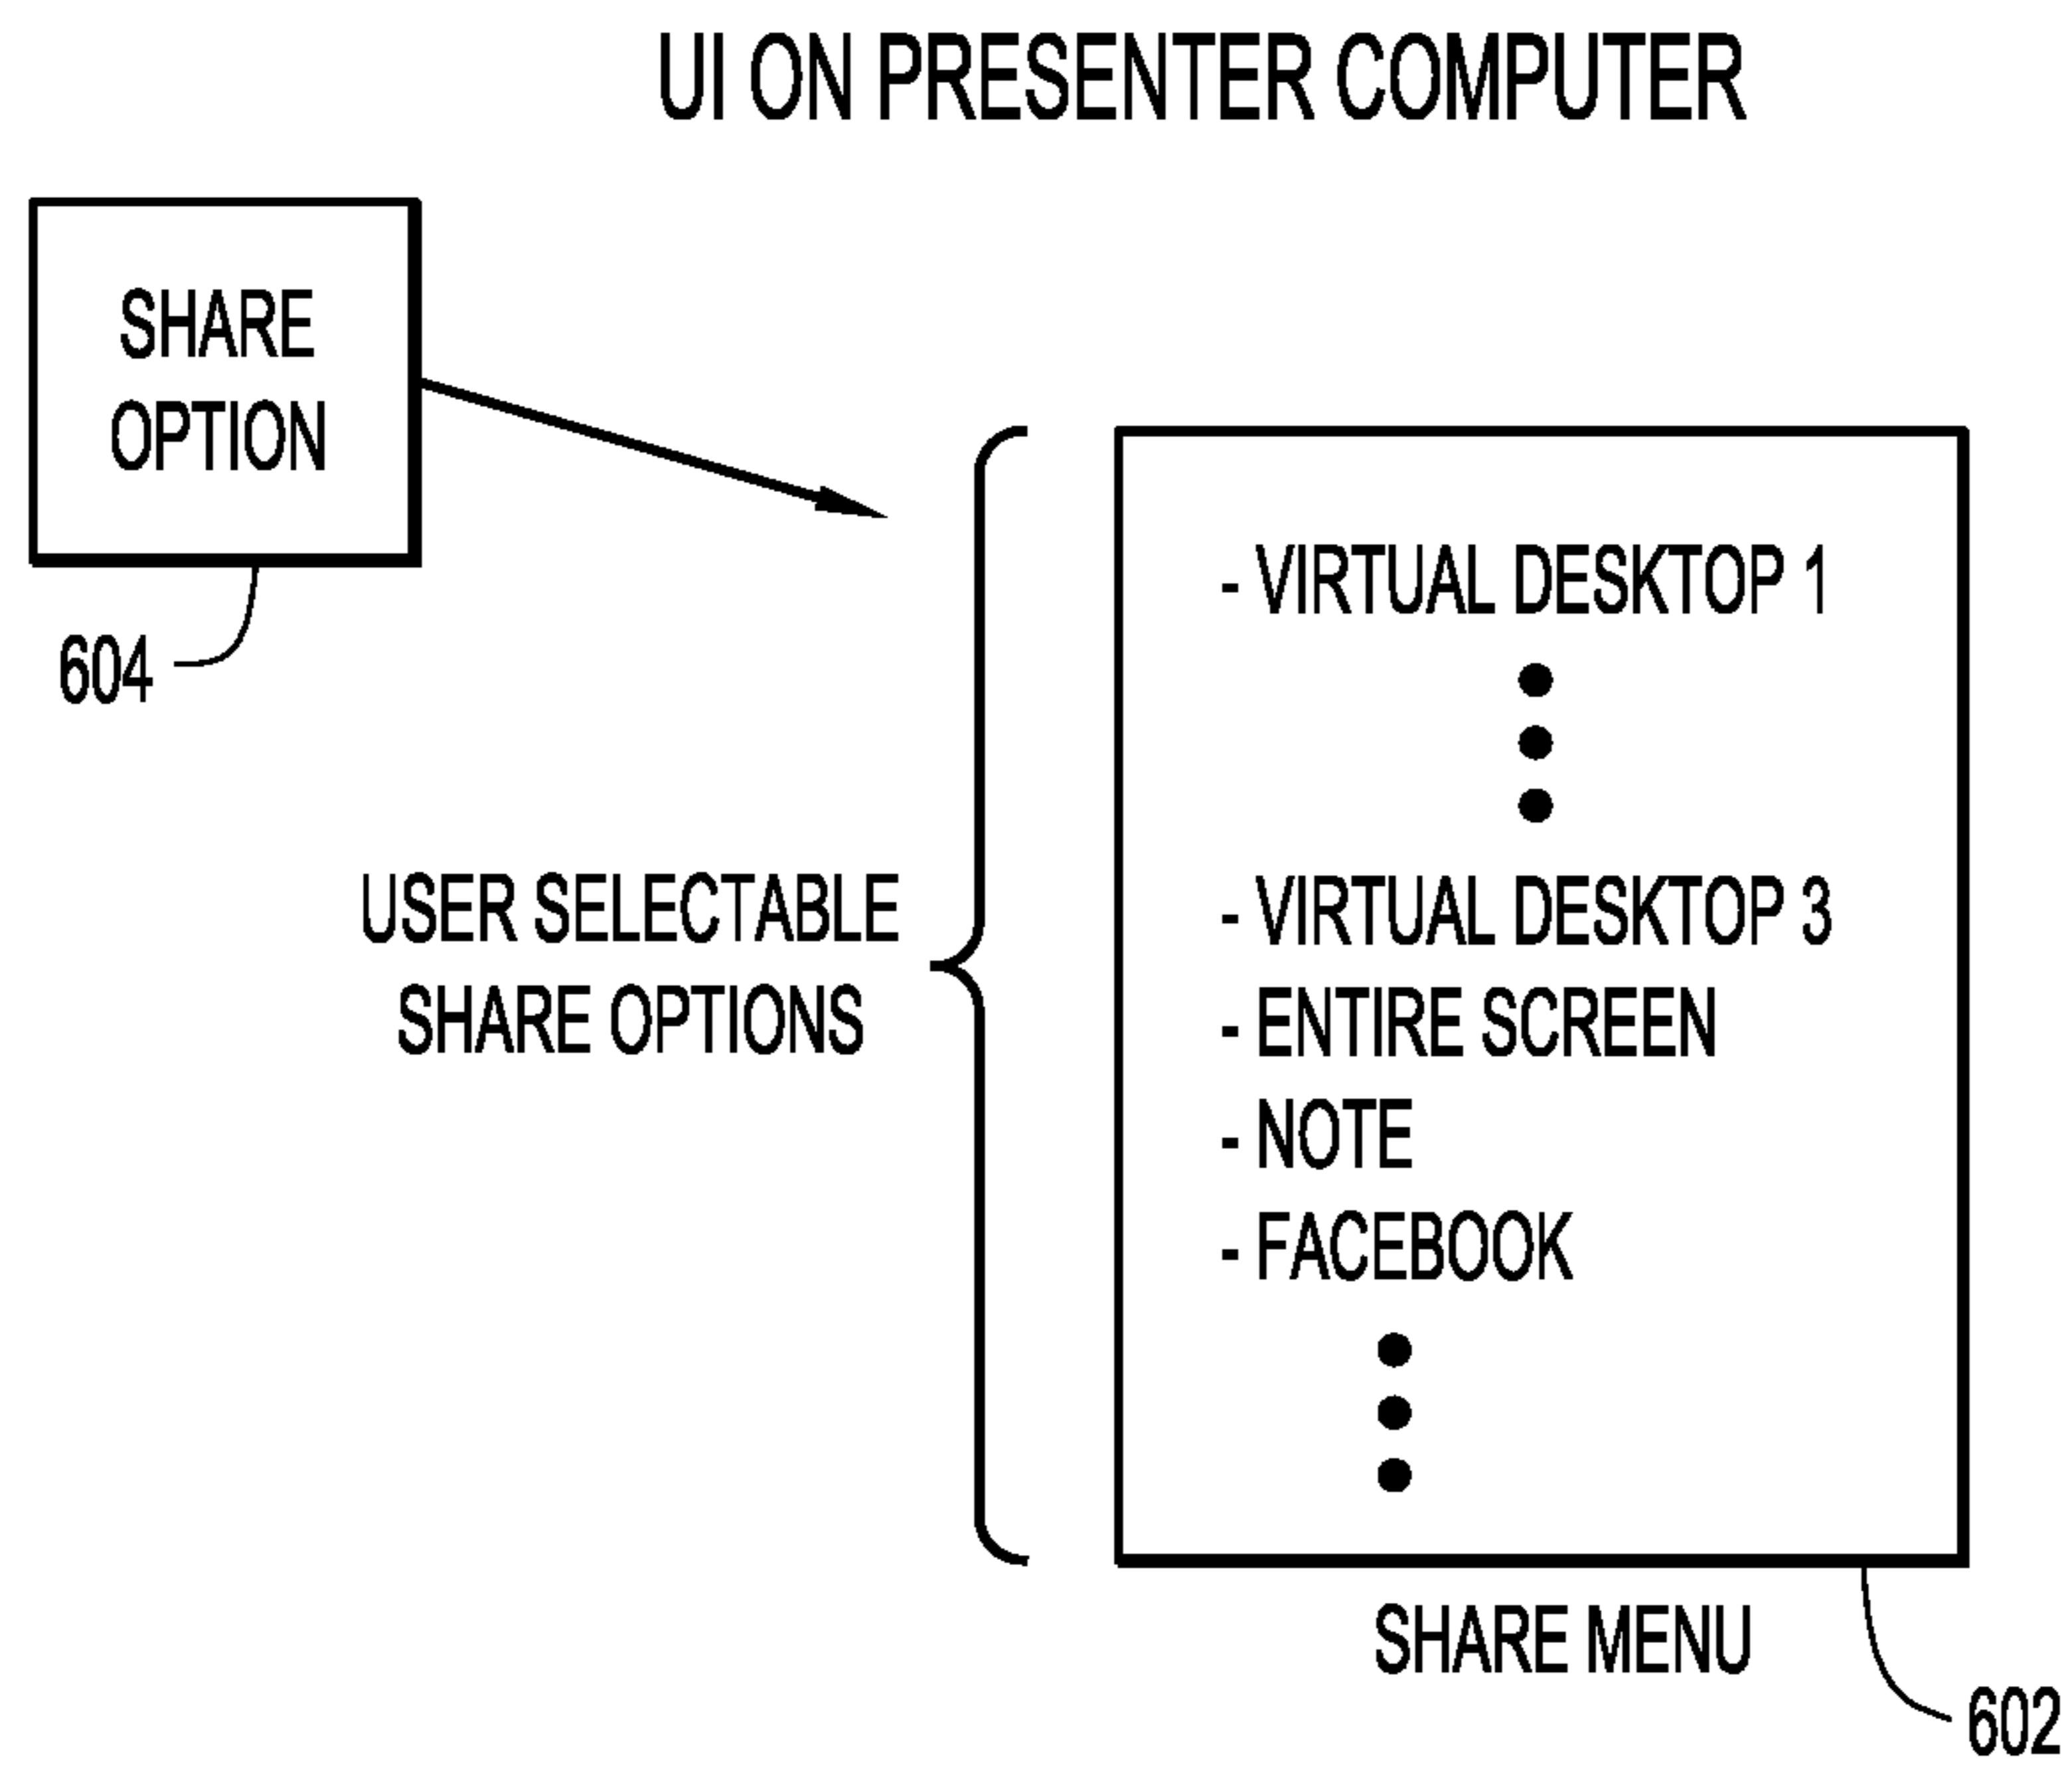 UI ON PRESENTER COMPUTER
SHARE
OPTION
604
USER SELECTABLE
SHARE OPTIONS
- VIRTUAL DESKTOP 1
- VIRTUAL DESKTOP 3
- ENTIRE SCREEN
- NOTE
- FACEBOOK
SHARE MENU
602